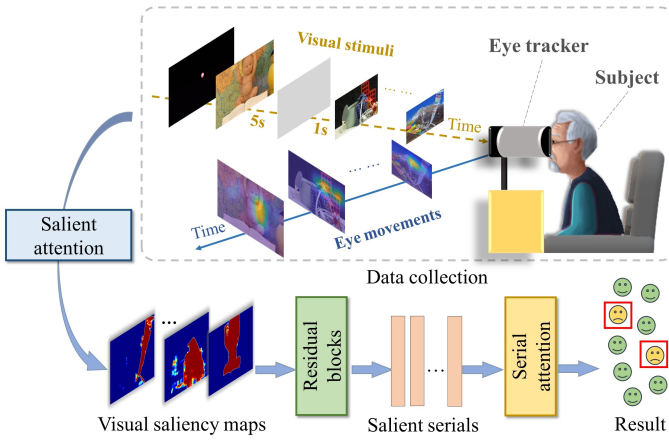 Visual stimuli
Eye tracker
Subject
5s
1s
... ...
Time
... ...
Time
Eye movements
Salient
attention
Data collection
...
Residual
blocks
...
Serial
attention
Visual saliency maps
Salient serials
Result